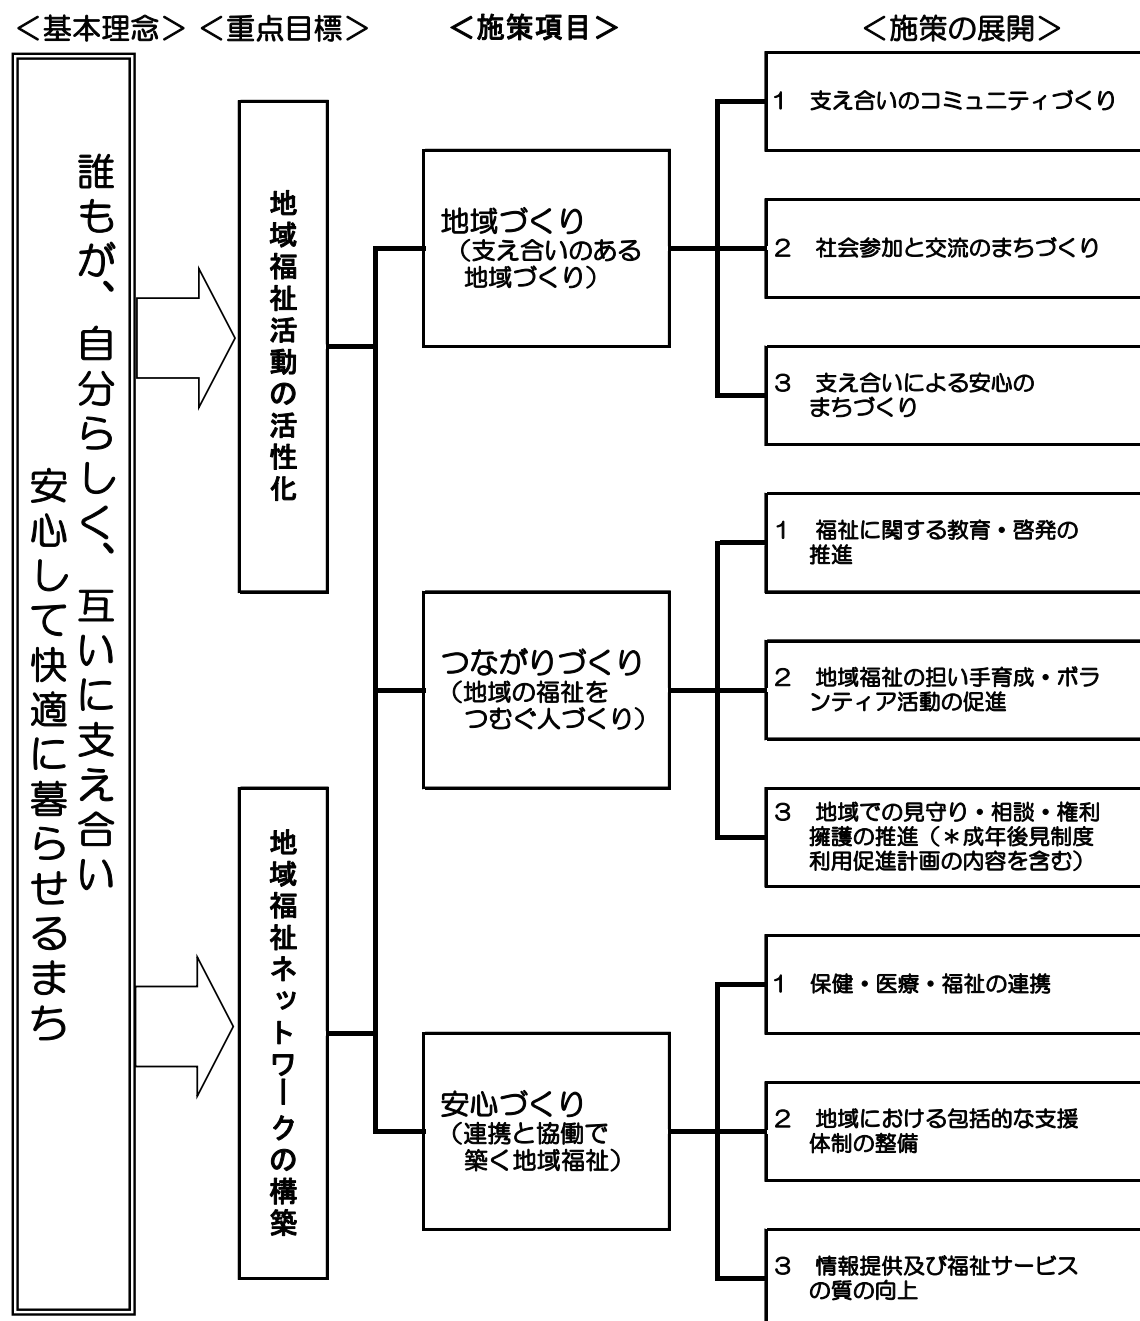 ＜基本理念＞ ＜重点目標＞ ＜施策項目＞ ＜施策の展開＞
誰もが、自分らしく、互いに支え合い
安心して快適に暮らせるまち
地域福祉活動の活性化
地域福祉ネットワークの構築
地域づくり
（支え合いのある
地域づくり）
1 支え合いのコミュニティづくり
2 社会参加と交流のまちづくり
3 支え合いによる安心の
まちづくり
つながりづくり
（地域の福祉を
つむぐ人づくり）
1 福祉に関する教育・啓発の
推進
2 地域福祉の担い手育成・ボラ
ンティア活動の促進
3 地域での見守り・相談・権利
擁護の推進（＊成年後見制度
利用促進計画の内容を含む）
安心づくり
（連携と協働で
築く地域福祉）
1 保健・医療・福祉の連携
2 地域における包括的な支援
体制の整備
3 情報提供及び福祉サービス
の質の向上